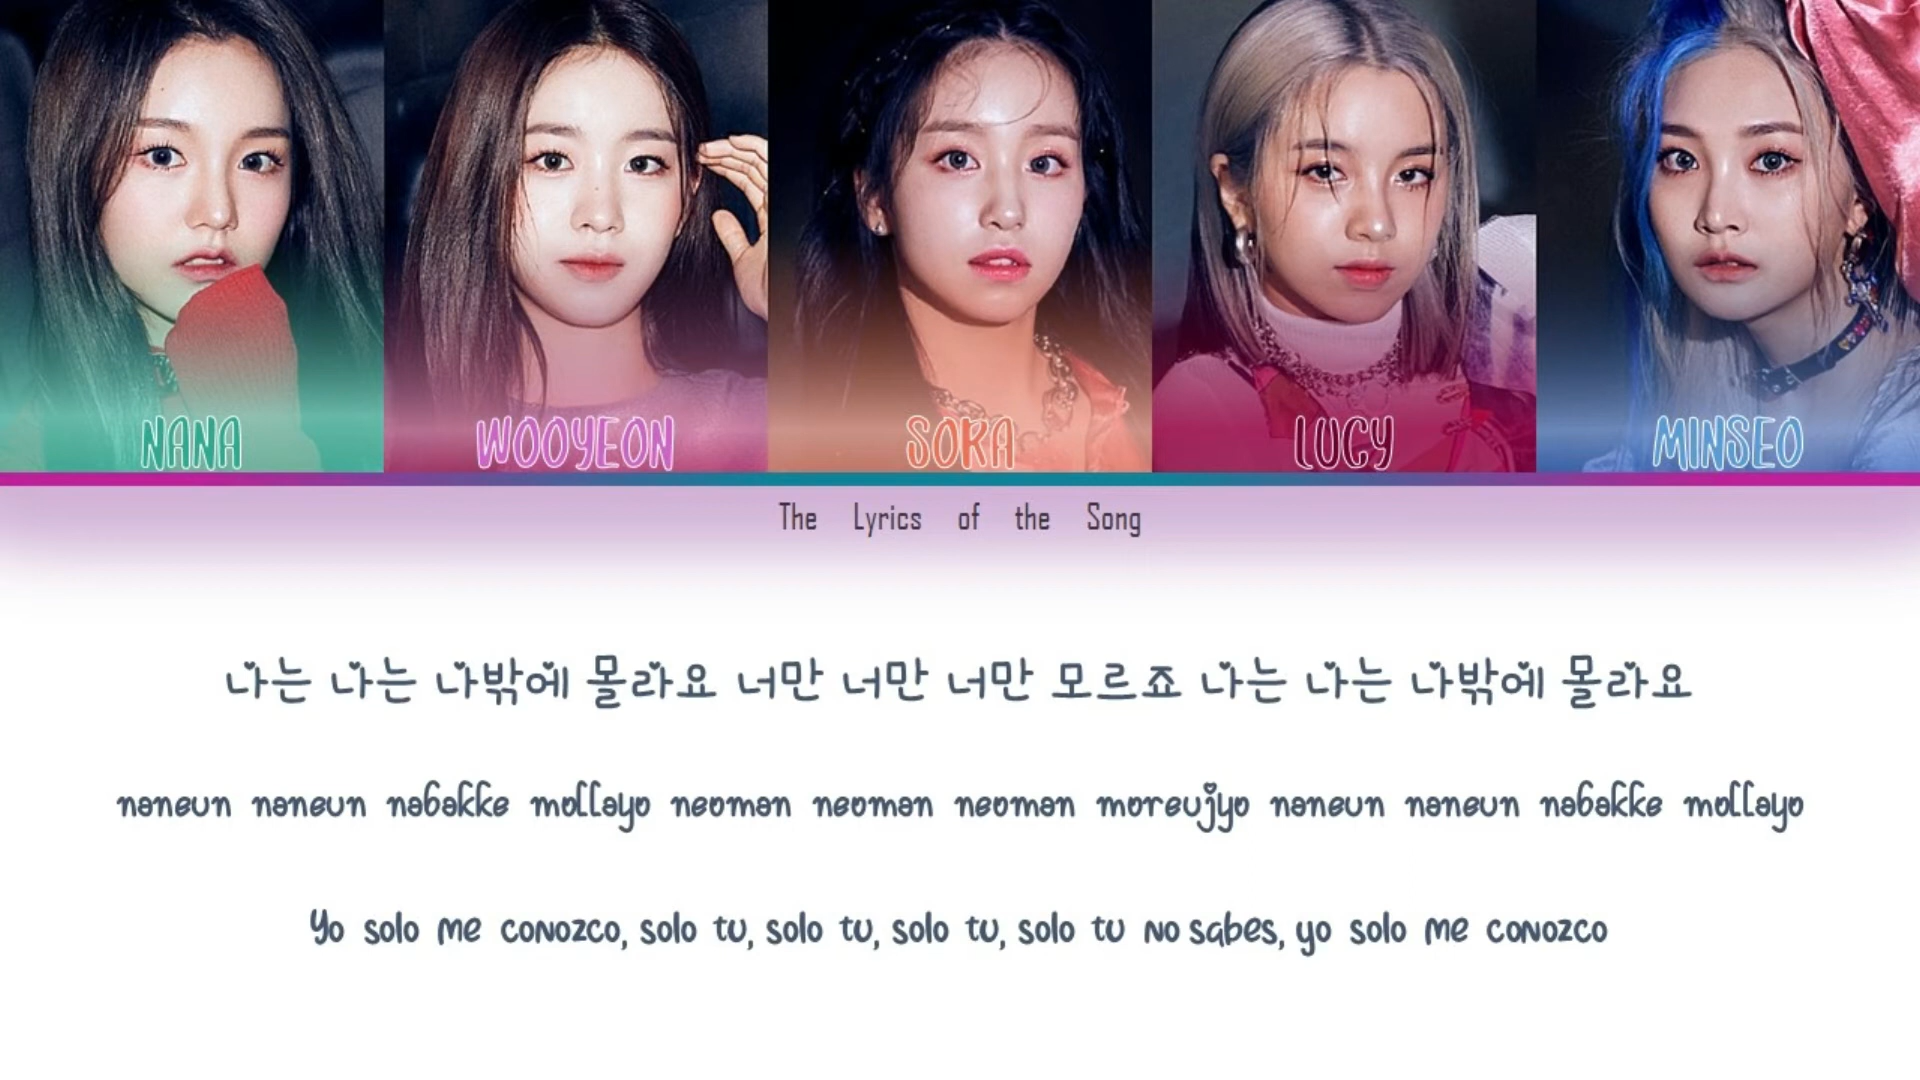 NANA WOOYEON SORA LUCY MINSEO
The Lyrics of the Song
나는 나는 나밖에 몰라요 너만 너만 너만 모르죠 나는 나는 나밖에 몰라요
naneun naneun nabakke mollayo neoman neoman neoman moreujyo naneun naneun nabakke mollayo
Yo solo me conozco, solo tu, solo tu, solo tu, solo tu no sabes, yo solo me conozco